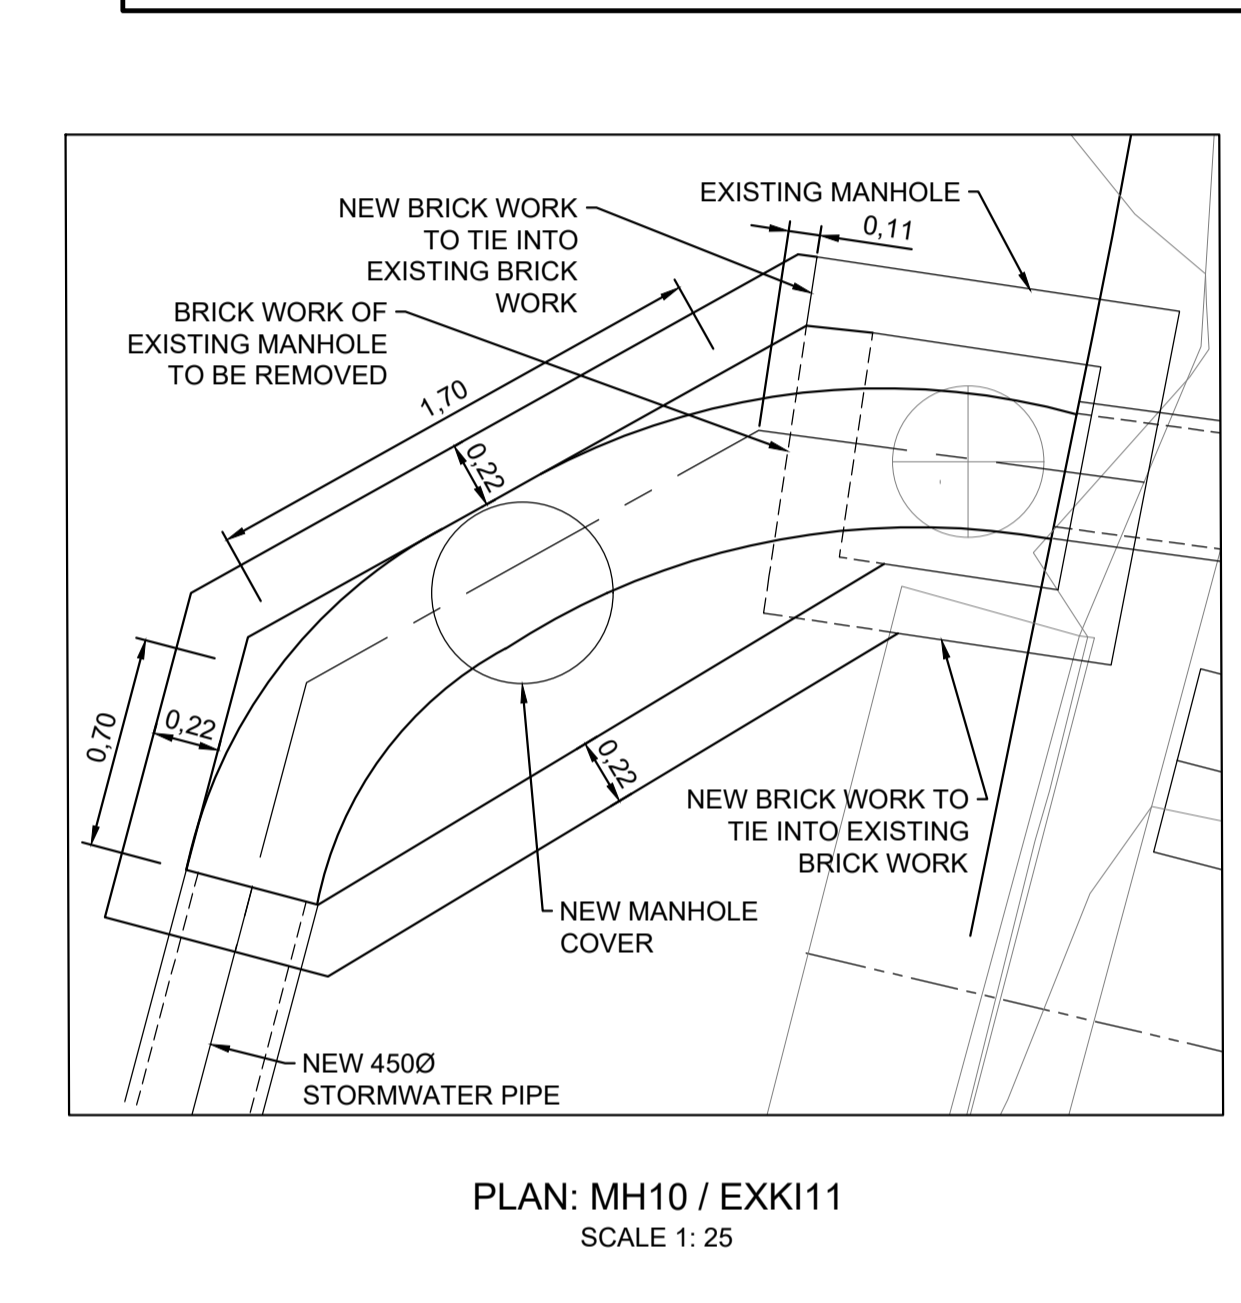 EXISTING MANHOLE
NEW BRICK WORK
TO TIE INTO
EXISTING BRICK
WORK
0,11
BRICK WORK OF
EXISTING MANHOLE
TO BE REMOVED
1,70
0,22
0,22
0,70
0,22
NEW BRICK WORK TO
TIE INTO EXISTING
BRICK WORK
NEW MANHOLE
COVER
NEW 450Ø
STORMWATER PIPE
PLAN: MH10 / EXKI11
SCALE 1: 25